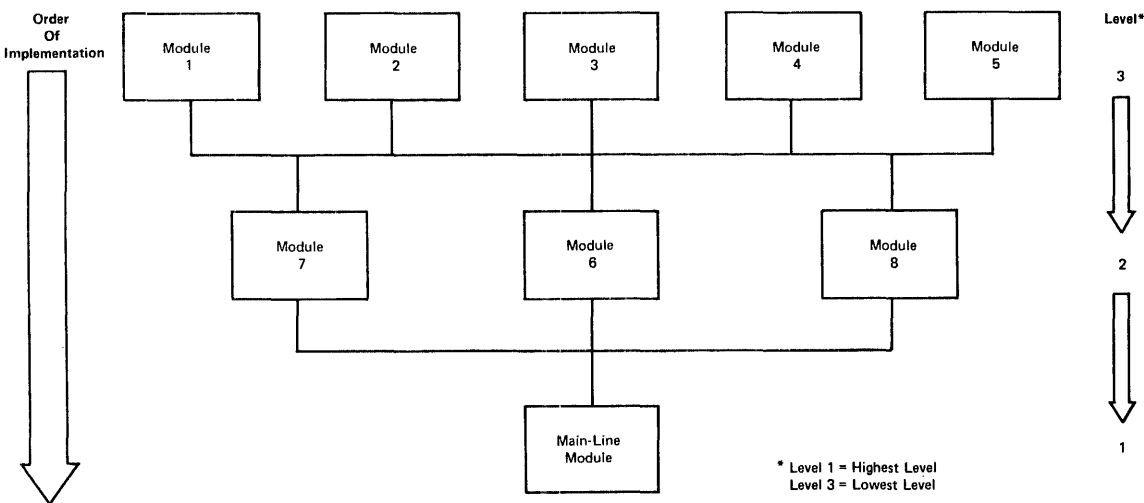 Order
Of
Implementation
Level*
Module
1
Module
2
Module
3
Module
4
Module
5
3
Module
7
Module
6
Module
8
2
Main-Line
Module
1
* Level 1 = Highest Level
Level 3 = Lowest Level